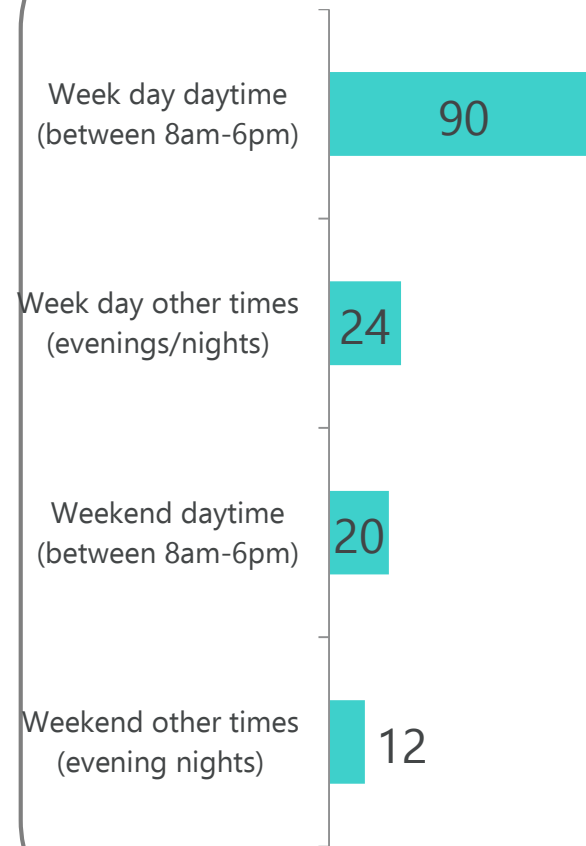 Week day daytime
(between 8am-6pm)
90
Week day other times
(evenings/nights)
24
Weekend daytime
(between 8am-6pm)
20
Weekend other times
(evening nights)
12